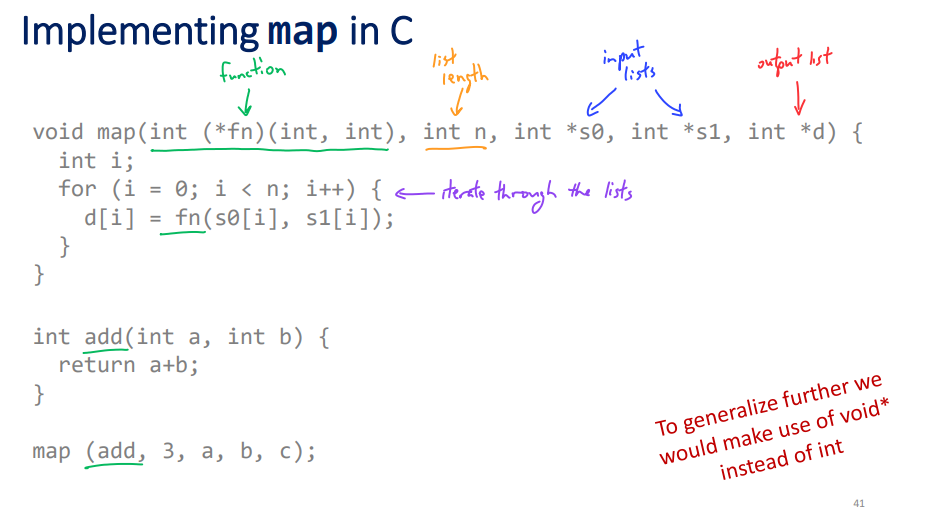 Implementing map in C
function
list
length
input
lists
output list
void map(int (*fn)(int, int), int n, int *s0, int *s1, int *d) {
int i;
for (i = 0; i < n; i++) {
iterate through the lists
d[i] = fn(s0[i], s1[i]);
}
}
int add(int a, int b) {
return a+b;
}
map (add, 3, a, b, c);
To generalize further we
would make use of void*
instead of int
41